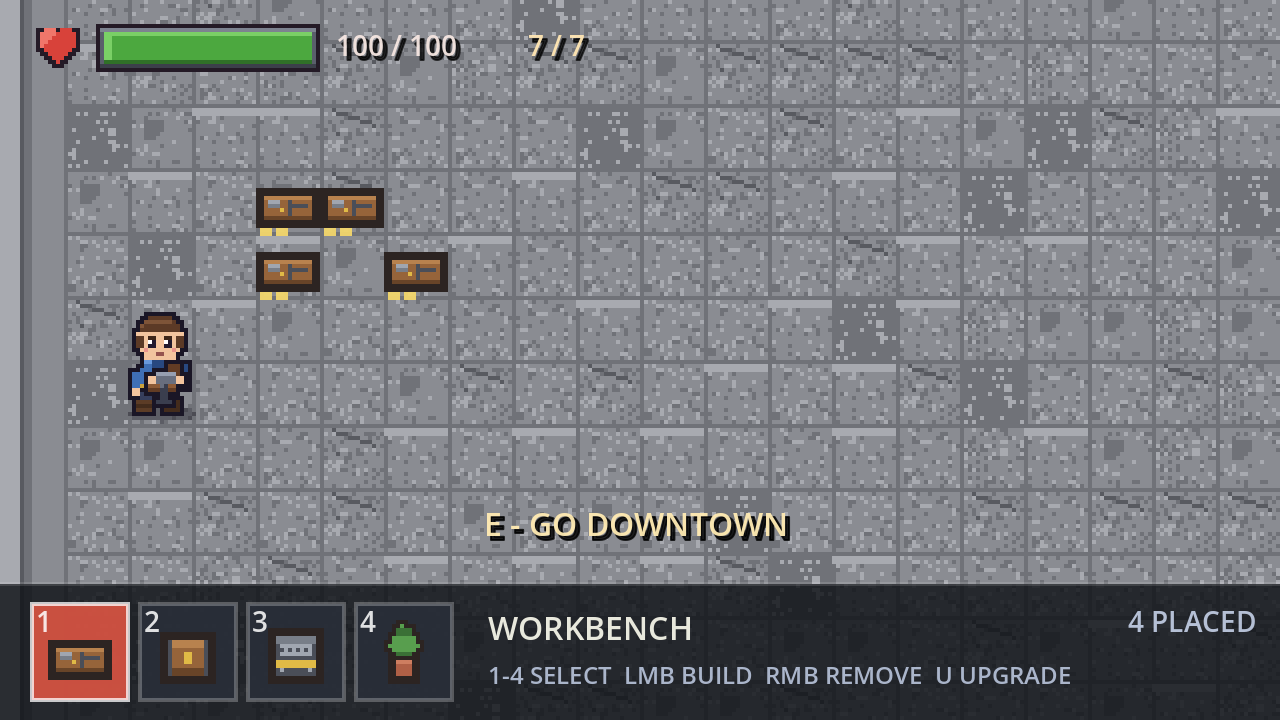 100 / 100 7 / 7
E - GO DOWNTOWN
1 2 3 4
WORKBENCH
4 PLACED
1-4 SELECT LMB BUILD RMB REMOVE U UPGRADE